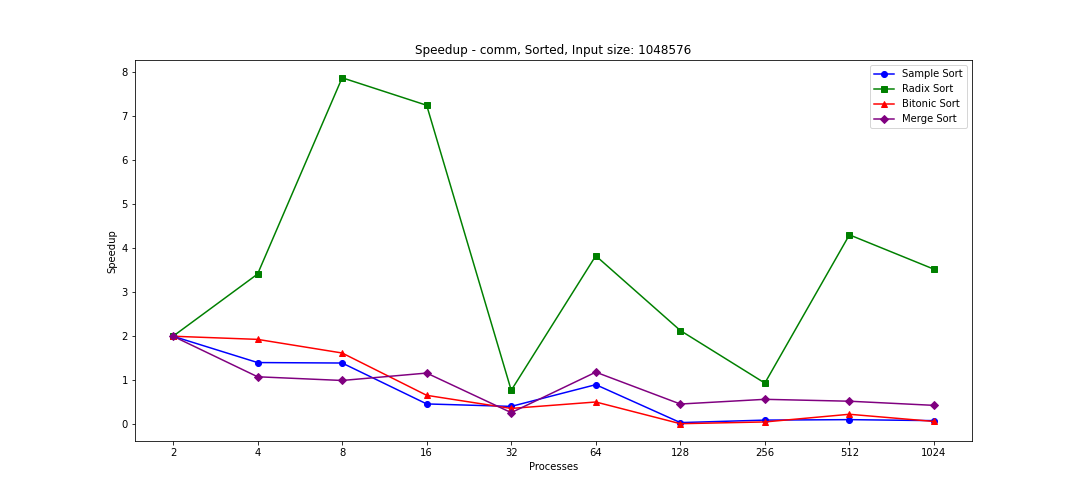 Speedup - comm, Sorted, Input size: 1048576
Sample Sort
Radix Sort
Bitonic Sort
Merge Sort
Speedup
8
7
6
5
4
3
2
1
0
2 4 8 16 32 64 128 256 512 1024
Processes